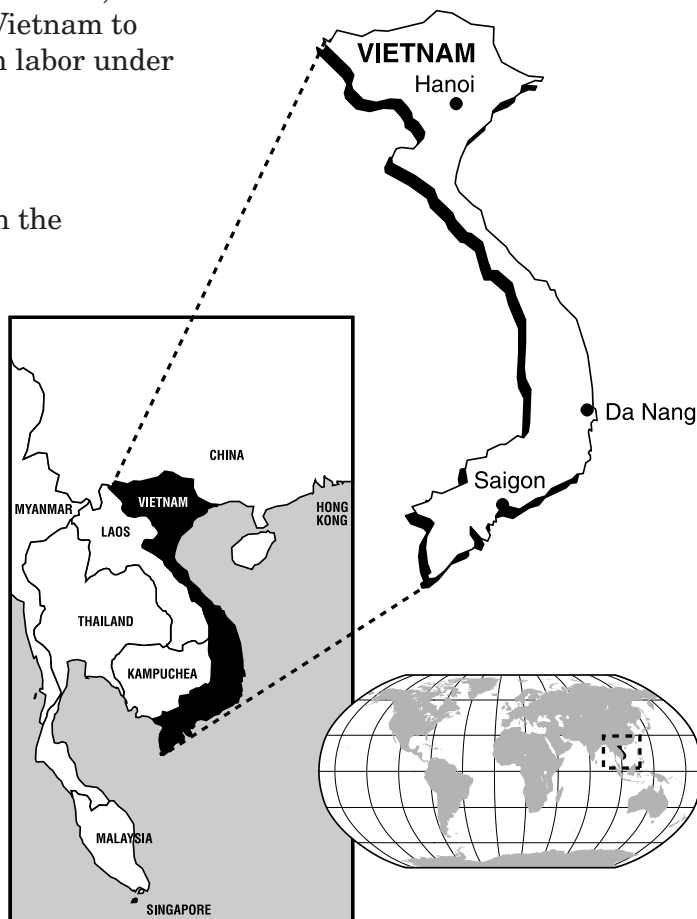 Vietnam to
labor under
the
VIETNAM
Hanoi
Da Nang
Saigon
CHINA
VIETNAM
HONG
KONG
MYANMAR
LAOS
THAILAND
KAMPUCHEA
MALAYSIA
SINGAPORE